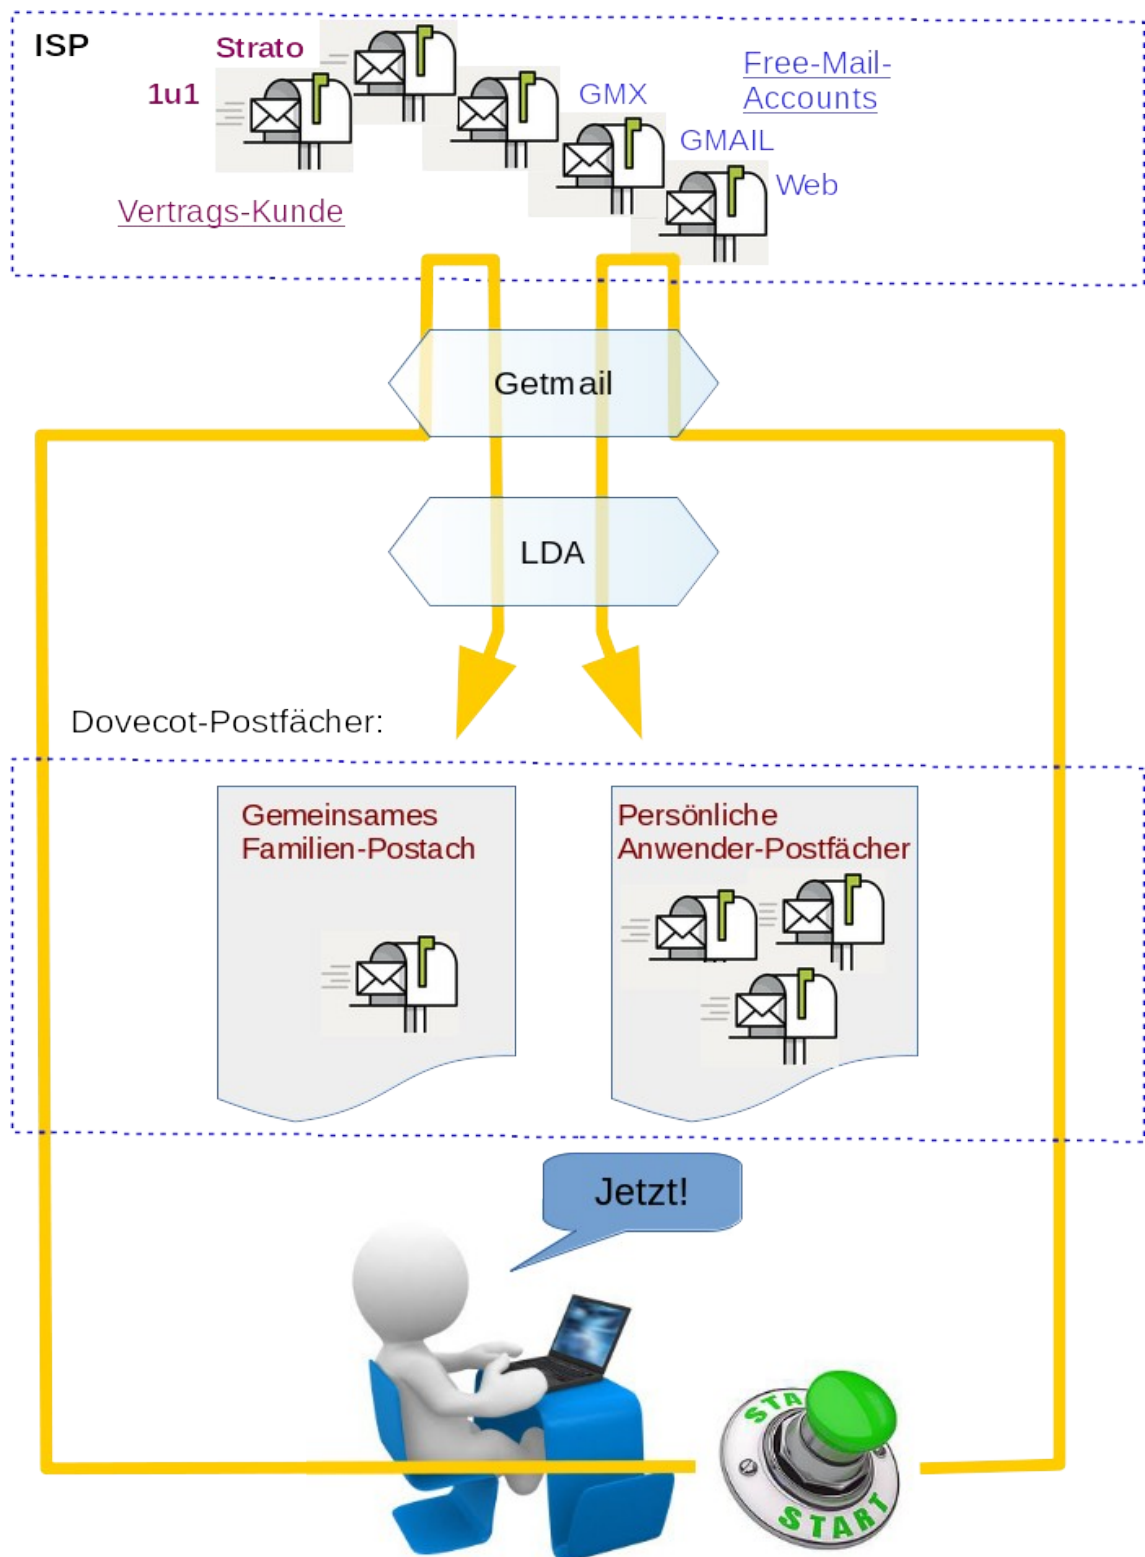 ISP
Strato
1u1
Vertrags-Kunde
GMX
GMAIL
Web
Free-Mail-
Accounts
Getmail
LDA
Dovecot-Postfächer:
Gemeinsames
Familien-Postach
Persönliche
Anwender-Postfächer
Jetzt!
START